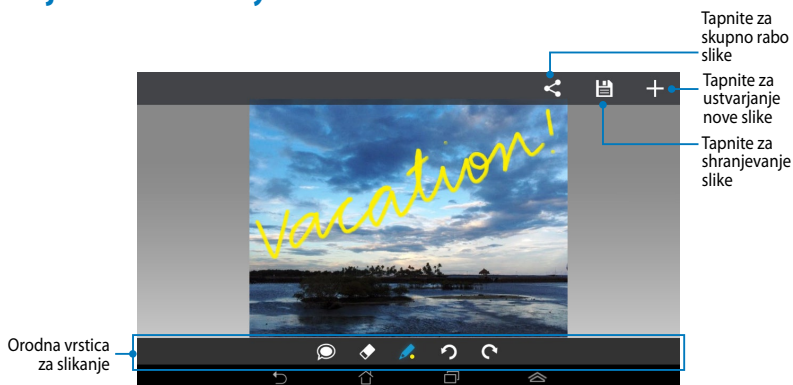 Tapnite za
skupno rabo
slike
Tapnite za
ustvarjanje
nove slike
Tapnite za
shranjevanje
slike
vacation!
Orodna vrstica
za slikanje